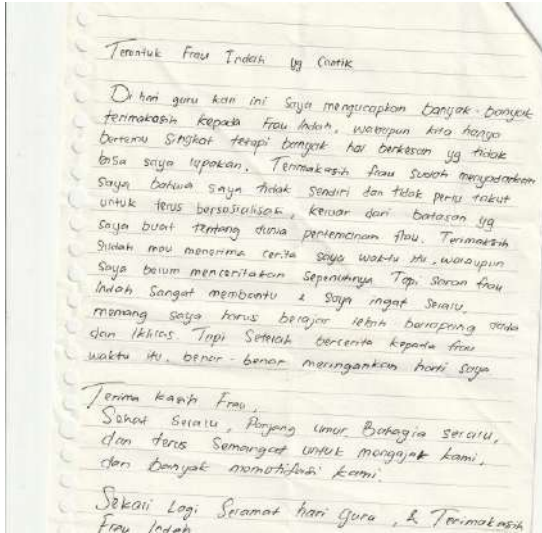 Teruntuk Frau Indah yg Cantik
Di hari guru kan ini saya mengucapkan banyak-banyak
terimakasih kepada Frau Indah, walaupun kita hanya
bertemu singkat tetapi banyak hal berkesan yg tidak
bisa saya lupakan. Terimakasih frau sudah menyadarkan
saya bahwa saya tidak sendiri dan tidak perlu takut
untuk terus bersosialisasi, keluar dari batasan yg
saya buat tentang dunia pertemanan frau. Terimakasih
sudah mau menerima cerita saya waktu itu, walaupun
saya belum menceritakan sepenuhnya Tapi saran frau
Indah sangat membantu & saya ingat selalu,
memang saya harus belajar lebih berlapang dada
dan Ikhlas. Tapi Setelah bercerita kepada frau
waktu itu, benar-benar meringankan hati saya
Terima kasih Frau,
Sehat selalu, Panjang umur, Bahagia selalu,
dan terus Semangat untuk mengajar kami,
dan banyak memotifasi kami.
Sekali Lagi Selamat hari guru, & Terimakasih
Frau Indah